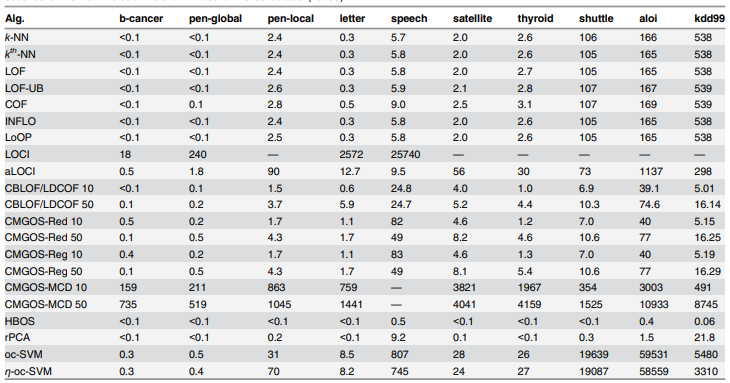 Alg. b-cancer pen-global pen-local letter speech satellite thyroid shuttle aloi kdd99
k-NN <0.1 <0.1 2.4 0.3 5.7 2.0 2.6 106 166 538
kth-NN <0.1 <0.1 2.4 0.3 5.8 2.0 2.6 105 165 538
LOF <0.1 <0.1 2.4 0.3 5.8 2.0 2.7 105 165 538
LOF-UB <0.1 <0.1 2.6 0.3 5.9 2.1 2.8 107 167 539
COF <0.1 0.1 2.8 0.5 9.0 2.5 3.1 107 169 539
INFLO <0.1 <0.1 2.4 0.3 5.8 2.0 2.6 105 165 538
LoOP <0.1 <0.1 2.5 0.3 5.8 2.0 2.6 105 165 538
LOCI 18 240 — 2572 25740 — — — — —
aLOCI 0.5 1.8 90 12.7 9.5 56 30 73 1137 298
CBLOF/LDCOF 10 <0.1 0.1 1.5 0.6 24.8 4.0 1.0 6.9 39.1 5.01
CBLOF/LDCOF 50 0.1 0.2 3.7 5.9 24.7 5.2 4.4 10.3 74.6 16.14
CMGOS-Red 10 0.5 0.2 1.7 1.1 82 4.6 1.2 7.0 40 5.15
CMGOS-Red 50 0.1 0.5 4.3 1.7 49 8.2 4.6 10.6 77 16.25
CMGOS-Reg 10 0.4 0.2 1.7 1.1 83 4.6 1.3 7.0 40 5.19
CMGOS-Reg 50 0.1 0.5 4.3 1.7 49 8.1 5.4 10.6 77 16.29
CMGOS-MCD 10 159 211 863 759 — 3821 1967 354 3003 491
CMGOS-MCD 50 735 519 1045 1441 — 4041 4159 1525 10933 8745
HBOS <0.1 <0.1 <0.1 <0.1 0.5 <0.1 <0.1 <0.1 0.4 0.06
rPCA <0.1 <0.1 0.2 <0.1 9.2 0.1 <0.1 0.3 1.5 21.8
oc-SVM 0.3 0.5 31 8.5 807 28 26 19639 59531 5480
η-oc-SVM 0.3 0.4 70 8.2 745 24 27 19087 58559 3310